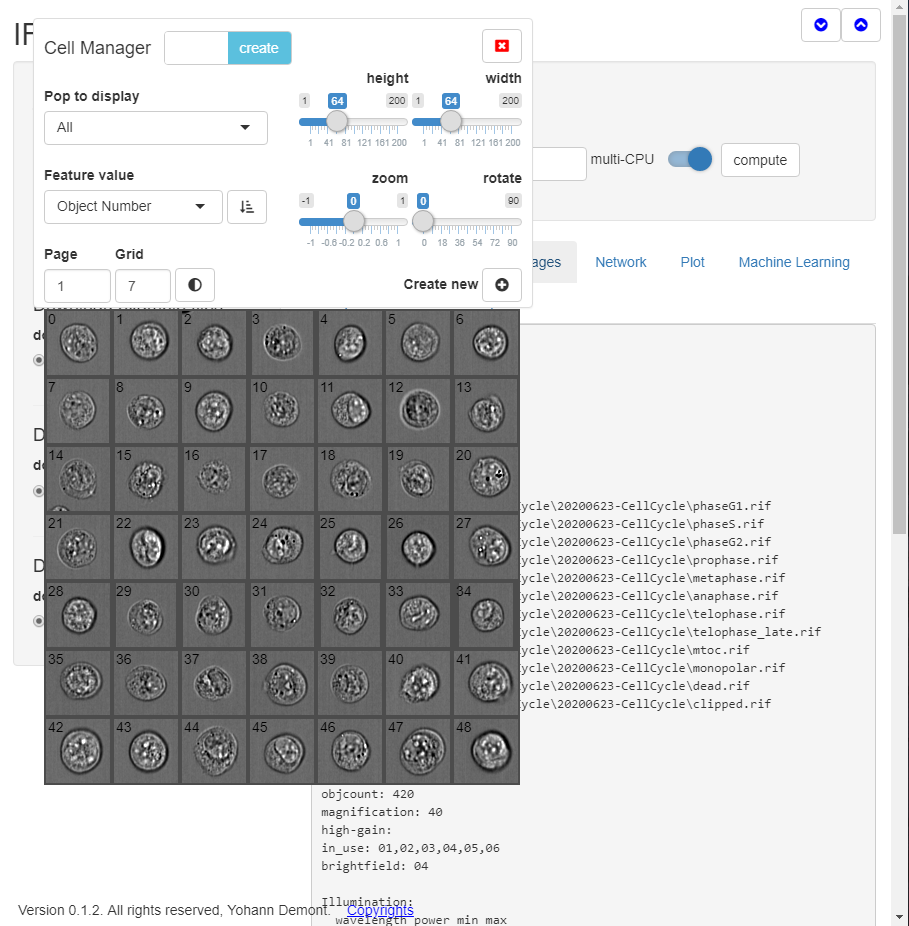 IF
Cell Manager create
height width
Pop to display
1 64 200 1 64 200
All
1 41 81 121 161 200 1 41 81 121 161 200
multi-CPU compute
Feature value
zoom rotate
Object Number
-1 0 1 0 90
-1 -0.6 -0.2 0.2 0.6 1 0 18 36 54 72 90
Page Grid
1 7
Create new
ages Network Plot Machine Learning
0 1 2 3 4 5 6
7 8 9 10 11 12 13
14 15 16 17 18 19 20
21 22 23 24 25 26 27
28 29 30 31 32 33 34
35 36 37 38 39 40 41
42 43 44 45 46 47 48
D
de
D
de
D
de
ycle\20200623-CellCycle\phaseG1.rif
ycle\20200623-CellCycle\phaseS.rif
ycle\20200623-CellCycle\phaseG2.rif
ycle\20200623-CellCycle\prophase.rif
ycle\20200623-CellCycle\metaphase.rif
ycle\20200623-CellCycle\anaphase.rif
ycle\20200623-CellCycle\telophase.rif
ycle\20200623-CellCycle\telophase_late.rif
ycle\20200623-CellCycle\mtoc.rif
ycle\20200623-CellCycle\monopolar.rif
ycle\20200623-CellCycle\dead.rif
ycle\20200623-CellCycle\clipped.rif
objcount: 420
magnification: 40
high-gain:
in_use: 01,02,03,04,05,06
brightfield: 04
Illumination:
wavelength power min max
Version 0.1.2. All rights reserved, Yohann Demont. Copyrights